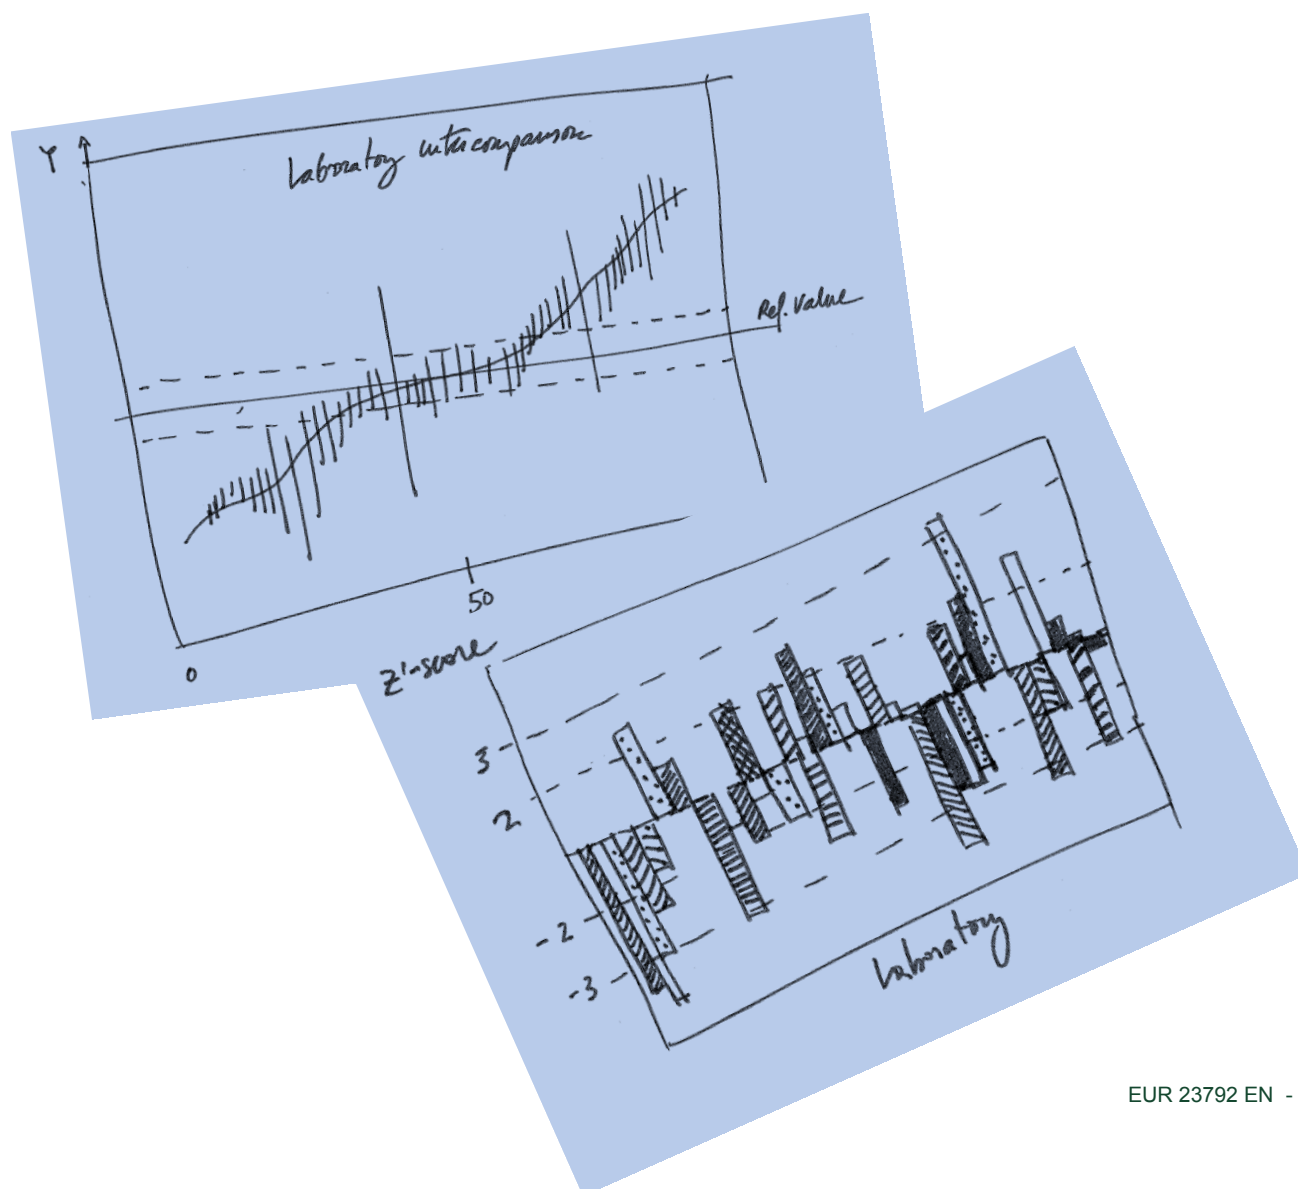 Y
Laboratory intercomparison
Ref. value
50
0
Z'-score
3
2
-2
-3
Laboratory
EUR 23792 EN -